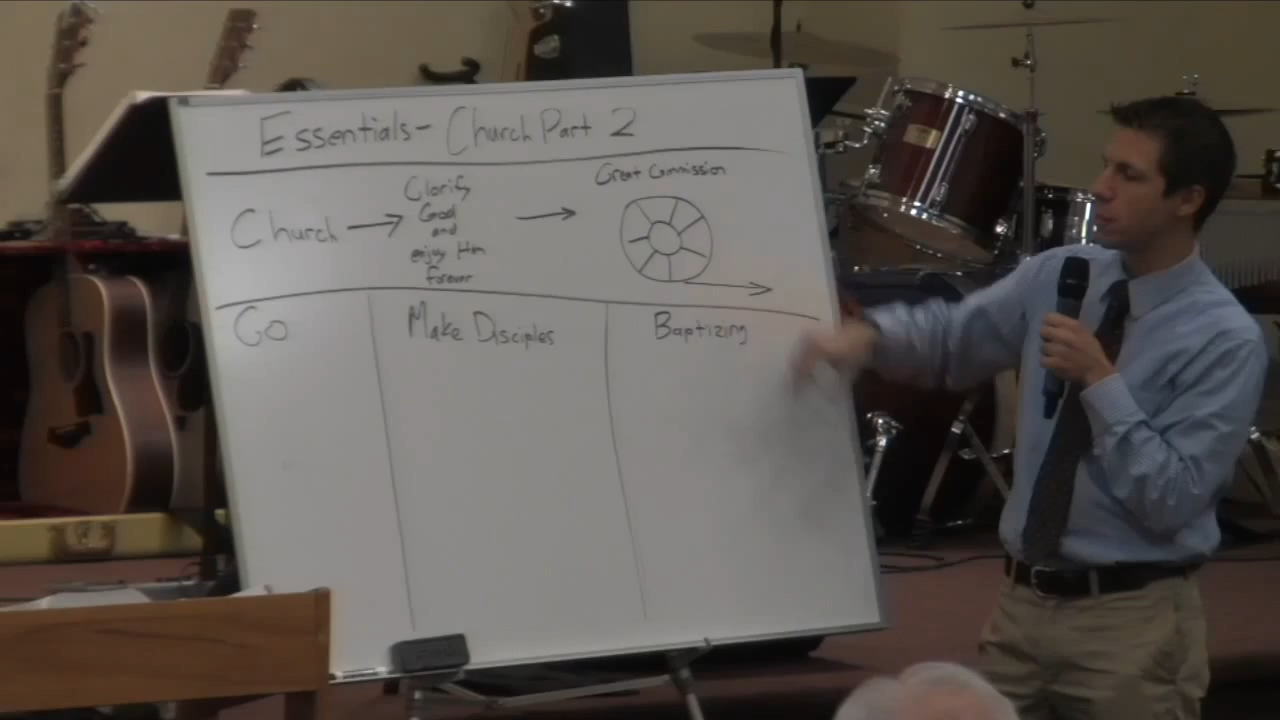 Essentials - Church Part 2
Church
Glorify
God
and
enjoy Him
forever
Great Commission
Go
Make Disciples
Baptizing